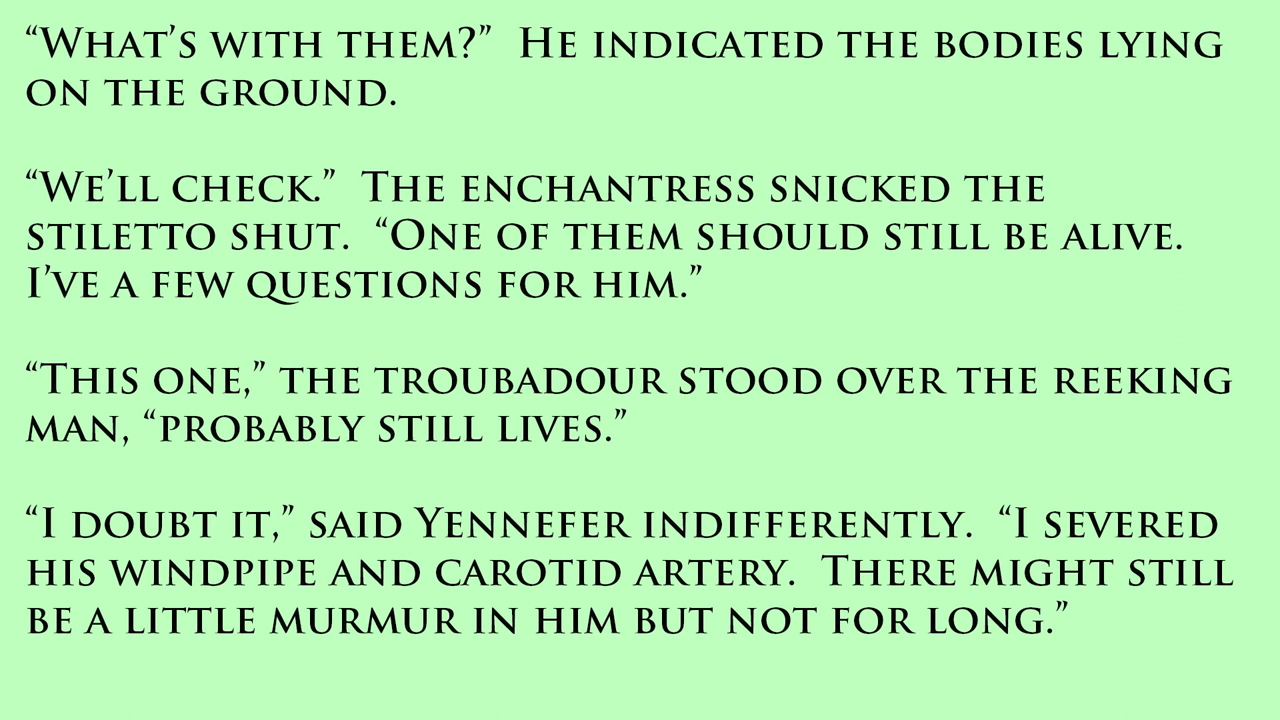 “What’s with them?”  He indicated the bodies lying
on the ground.
“We’ll check.”  The enchantress snicked the
stiletto shut.  “One of them should still be alive.
I’ve a few questions for him.”
“This one,” the troubadour stood over the reeking
man, “probably still lives.”
“I doubt it,” said Yennefer indifferently.  “I severed
his windpipe and carotid artery.  There might still
be a little murmur in him but not for long.”